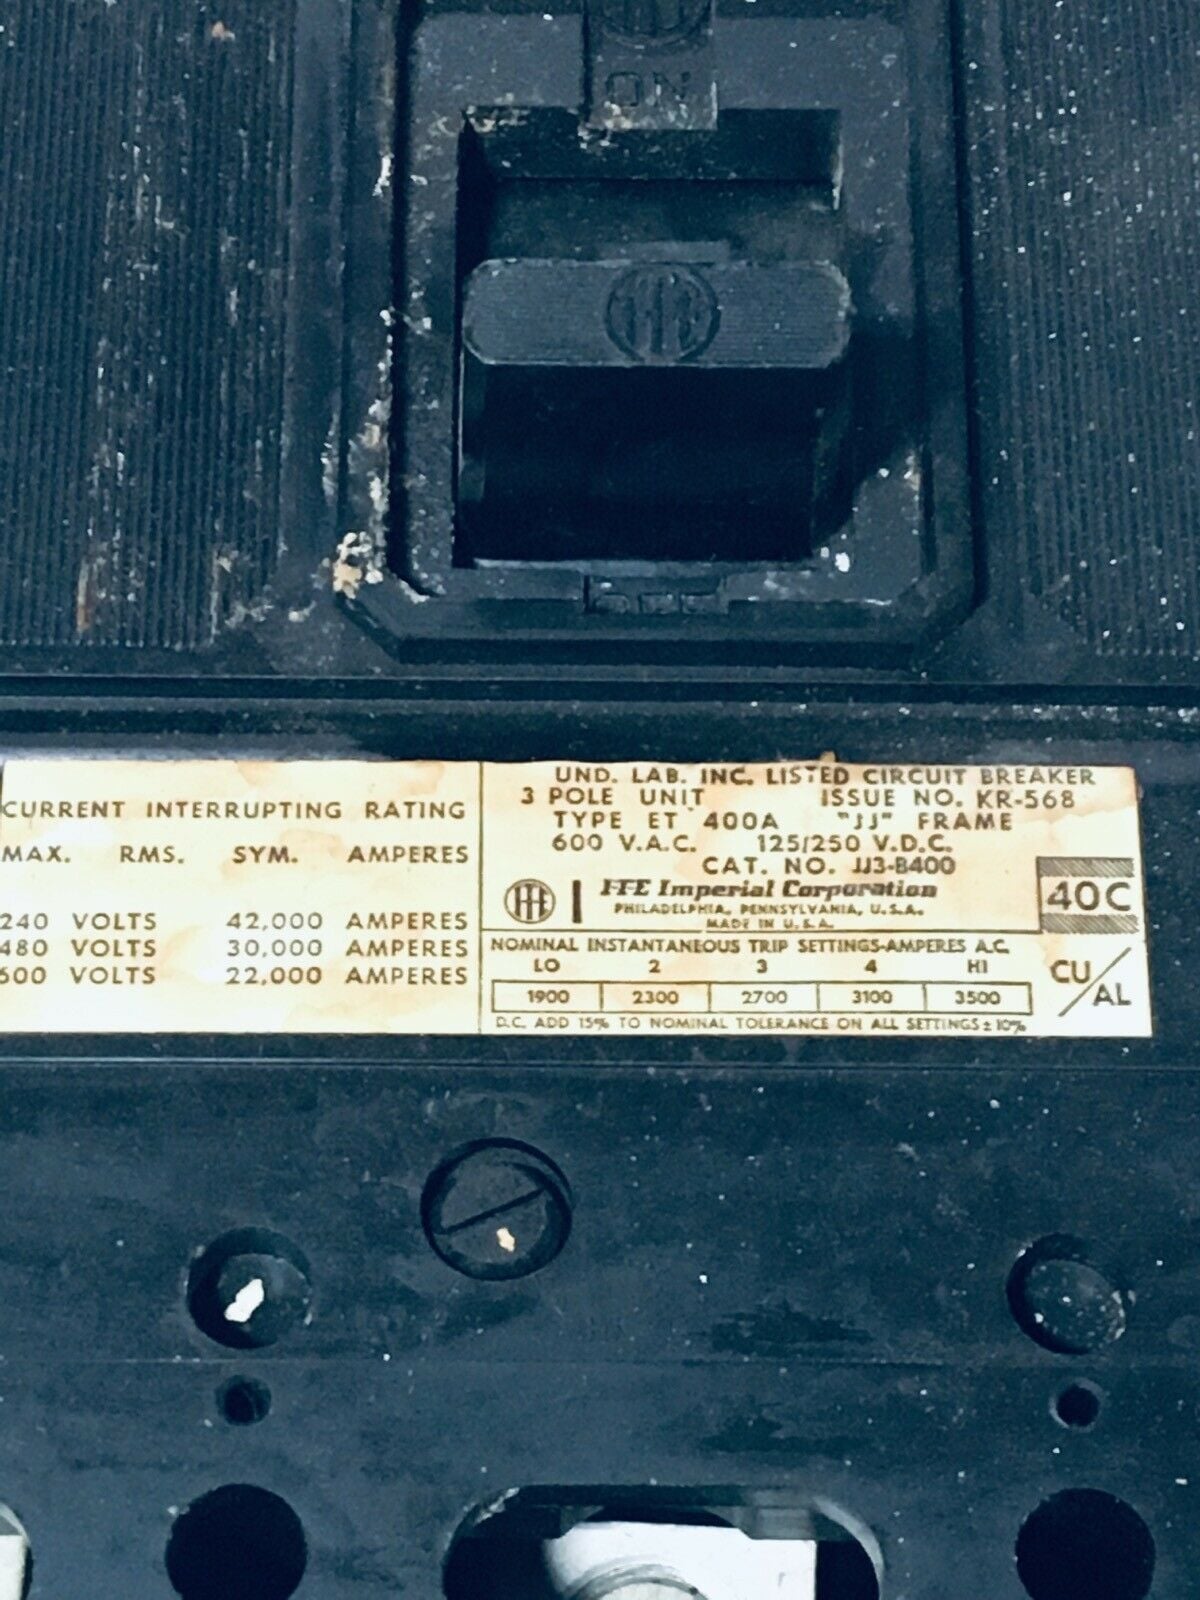 ON
ITE
CURRENT INTERRUPTING RATING
MAX. RMS. SYM. AMPERES
240 VOLTS 42,000 AMPERES
480 VOLTS 30,000 AMPERES
600 VOLTS 22,000 AMPERES
UND. LAB. INC. LISTED CIRCUIT BREAKER
3 POLE UNIT ISSUE NO. KR-568
TYPE ET 400A "JJ" FRAME
600 V.A.C. 125/250 V.D.C.
CAT. NO. JJ3-B400
ITE I-T-E Imperial Corporation
PHILADELPHIA, PENNSYLVANIA, U.S.A.
MADE IN U.S.A.
40C
NOMINAL INSTANTANEOUS TRIP SETTINGS-AMPERES A.C.
LO 2 3 4 HI
1900 2300 2700 3100 3500
D.C. ADD 15% TO NOMINAL TOLERANCE ON ALL SETTINGS ± 10%
CU/AL